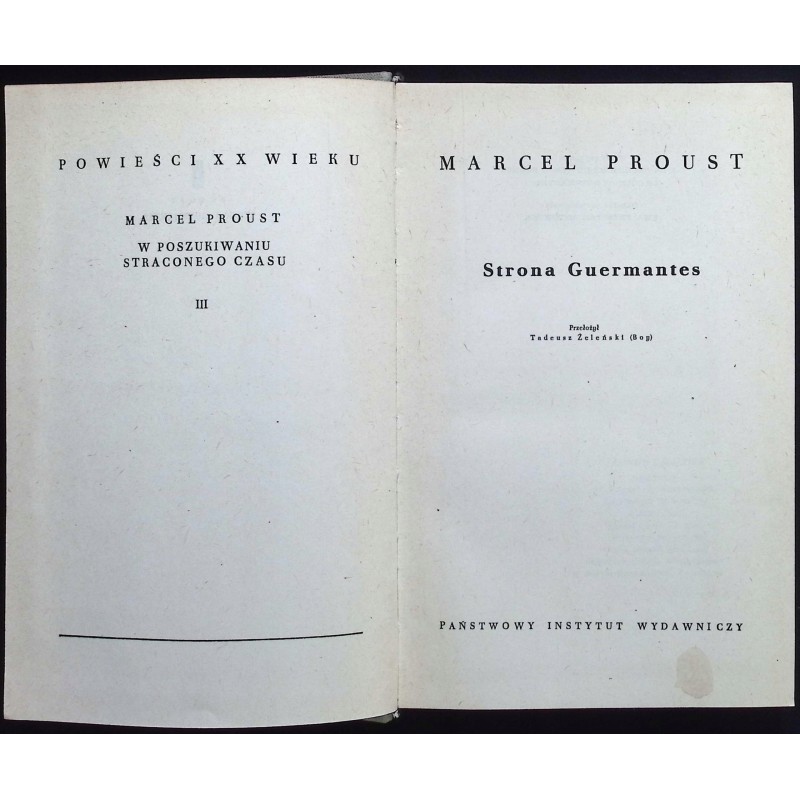 POWIEŚCI XX WIEKU
MARCEL PROUST
W POSZUKIWANIU
STRACONEGO CZASU
III
MARCEL PROUST
Strona Guermantes
Przełożył
Tadeusz Żeleński (Boy)
PAŃSTWOWY INSTYTUT WYDAWNICZY